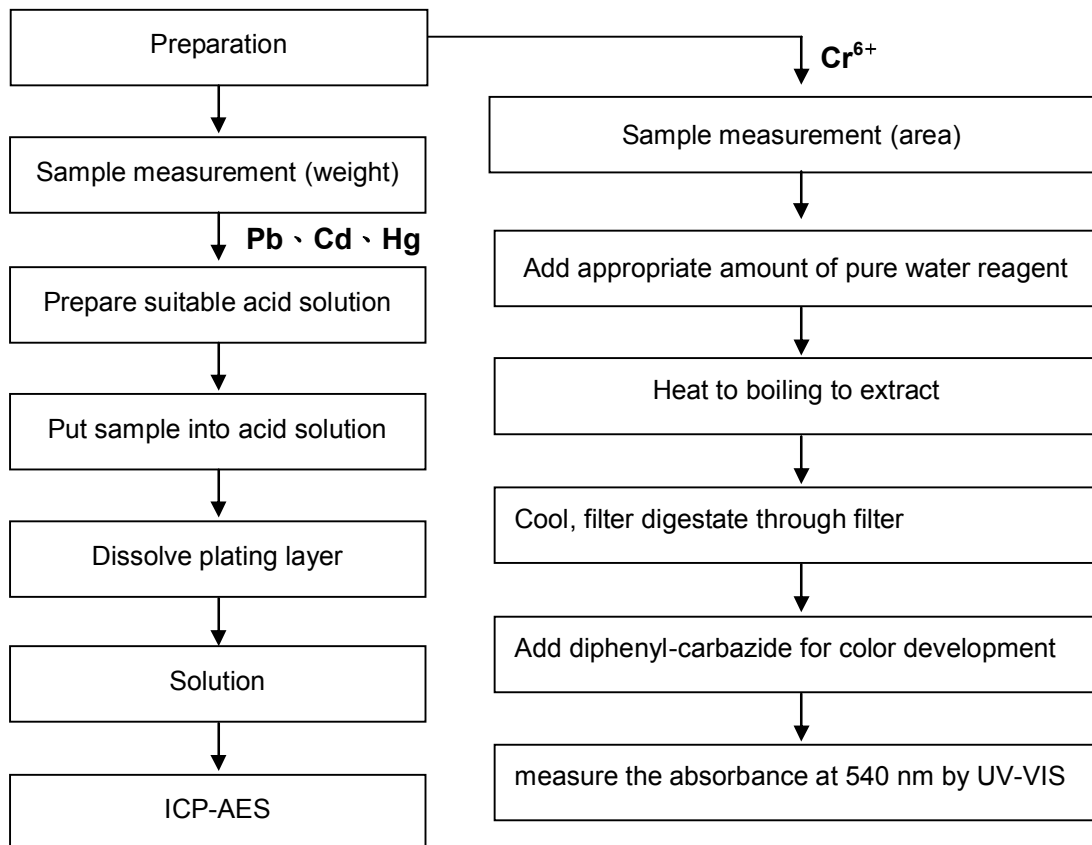 Preparation
Sample measurement (weight)
Pb、Cd、Hg
Prepare suitable acid solution
Put sample into acid solution
Dissolve plating layer
Solution
ICP-AES
Cr⁶⁺
Sample measurement (area)
Add appropriate amount of pure water reagent
Heat to boiling to extract
Cool, filter digestate through filter
Add diphenyl-carbazide for color development
measure the absorbance at 540 nm by UV-VIS